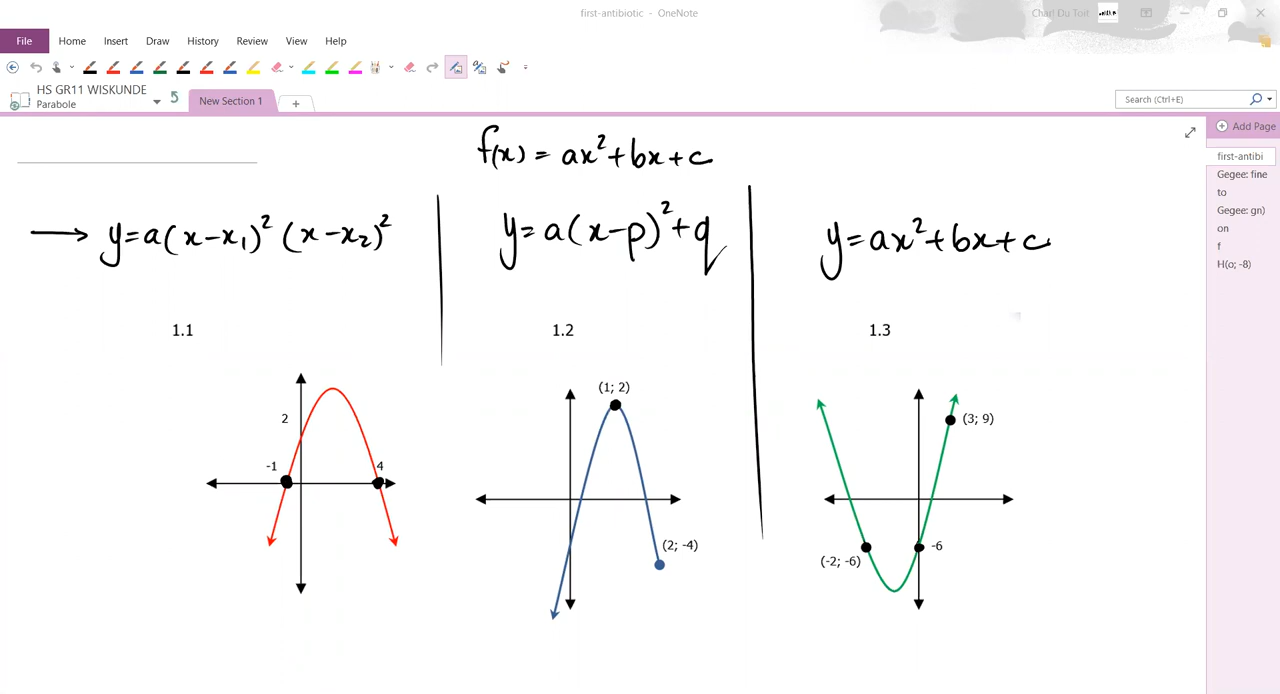 first-antibiotic - OneNote
Charl Du Toit
File Home Insert Draw History Review View Help
HS GR11 WISKUNDE
Parabole
New Section 1
+
Search (Ctrl+E)
Add Page
first-antibi
Gegee: fine
to
Gegee: gn)
on
f
H(o; -8)
f(x) = ax²+bx+c
→ y=a(x-x₁)²(x-x₂)²
y=a(x-p)²+q
y=ax²+bx+c
1.1
1.2
1.3
2
-1
4
(1; 2)
(2; -4)
(3; 9)
-6
(-2; -6)